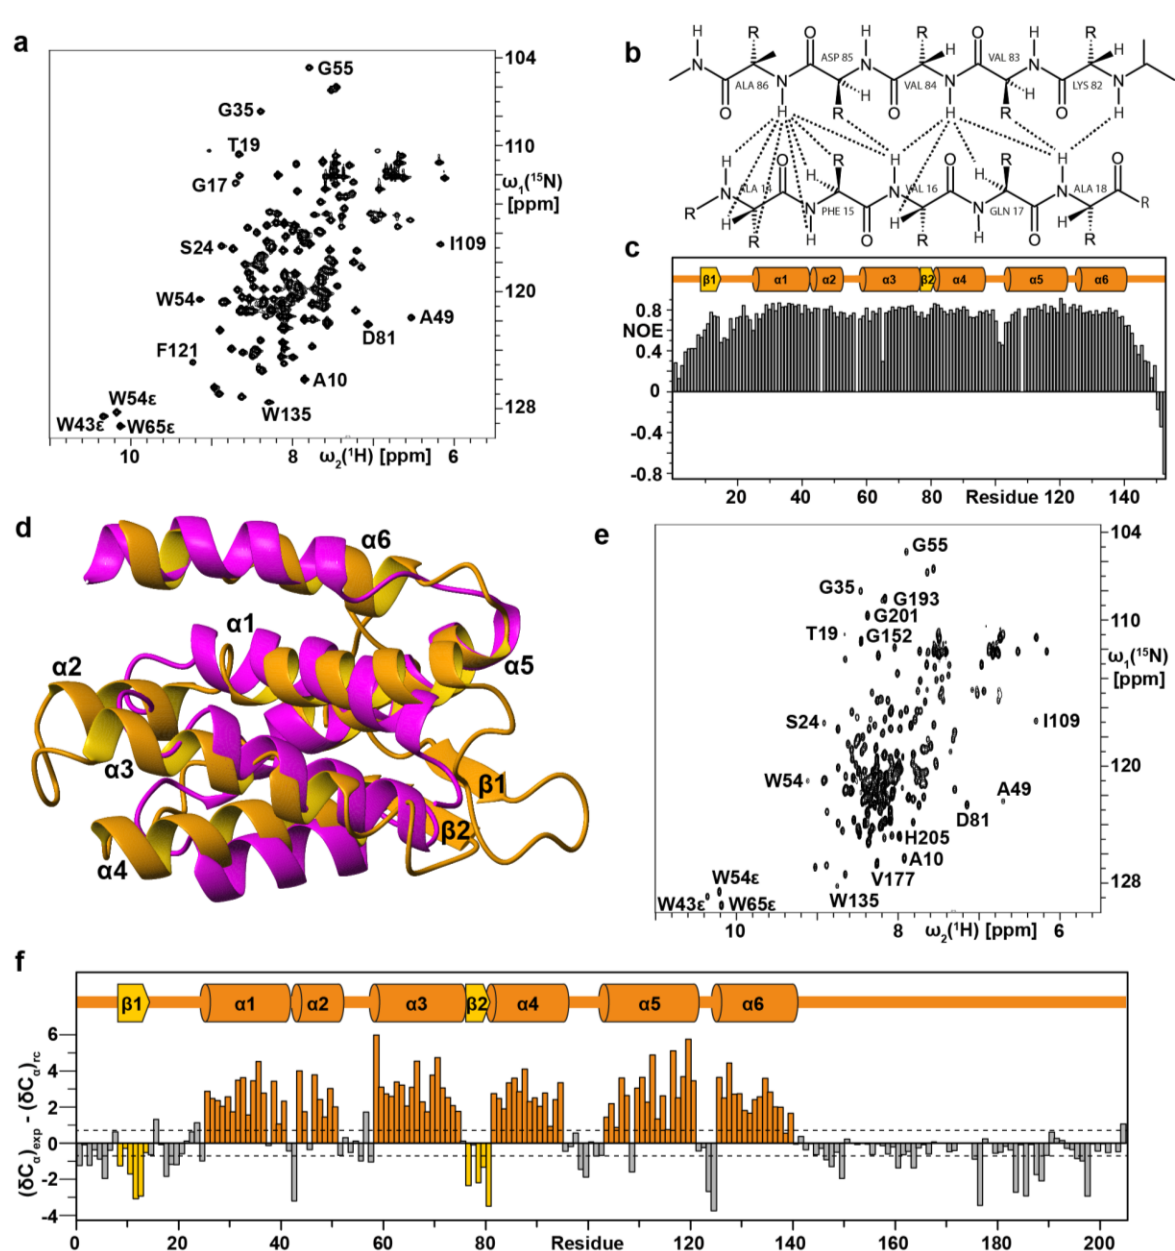 a
104
G55
G35
T19
110
G17
ω₁(¹⁵N)
[ppm]
S24
I109
W54
120
A49
D81
F121
A10
W54ε
W135
128
W43ε
W65ε
10
8
ω₂(¹H) [ppm]
6
b
H R O H R O H R
N ASP 85 N VAL 83 N
ALA 86 N VAL 84 N LYS 82 N
O H R O H R O H
H R O H R O H
N ALA 14 H N VAL 16 H N ALA 18 R
R H N PHE 15 O H N GLN 17 O H
R H R H R
c
β1
α1
α2
α3
β2
α4
α5
α6
0.8
NOE
0.4
0
-0.4
-0.8
20
40
60
80
Residue
120
140
d
α6
α1
α2
α5
α3
β1
β2
α4
e
104
G55
G35
G193
G201
110
T19
G152
ω₁(¹⁵N)
[ppm]
S24
I109
W54
120
A49
D81
H205
A10
V177
W54ε
128
W43ε
W65ε
W135
10
8
ω₂(¹H) [ppm]
6
f
β1
α1
α2
α3
β2
α4
α5
α6
(δCα)exp - (δCα)rc
6
4
2
0
-2
-4
0
20
40
60
80
Residue
120
140
160
180
200